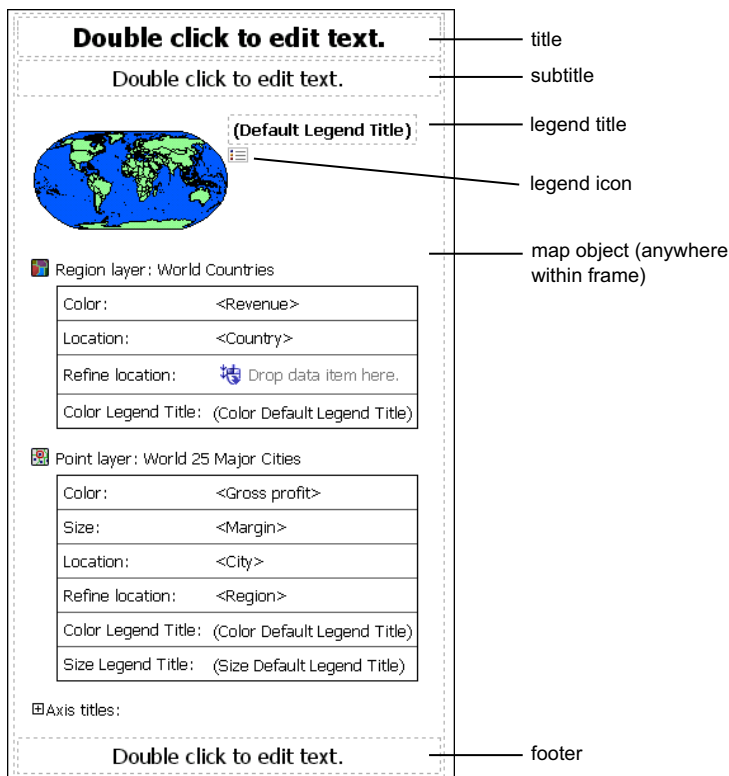 Double click to edit text.
title
Double click to edit text.
subtitle
(Default Legend Title)
legend title
legend icon
map object (anywhere
within frame)
Region layer: World Countries
Color: <Revenue>
Location: <Country>
Refine location: Drop data item here.
Color Legend Title: (Color Default Legend Title)
Point layer: World 25 Major Cities
Color: <Gross profit>
Size: <Margin>
Location: <City>
Refine location: <Region>
Color Legend Title: (Color Default Legend Title)
Size Legend Title: (Size Default Legend Title)
Axis titles:
Double click to edit text.
footer